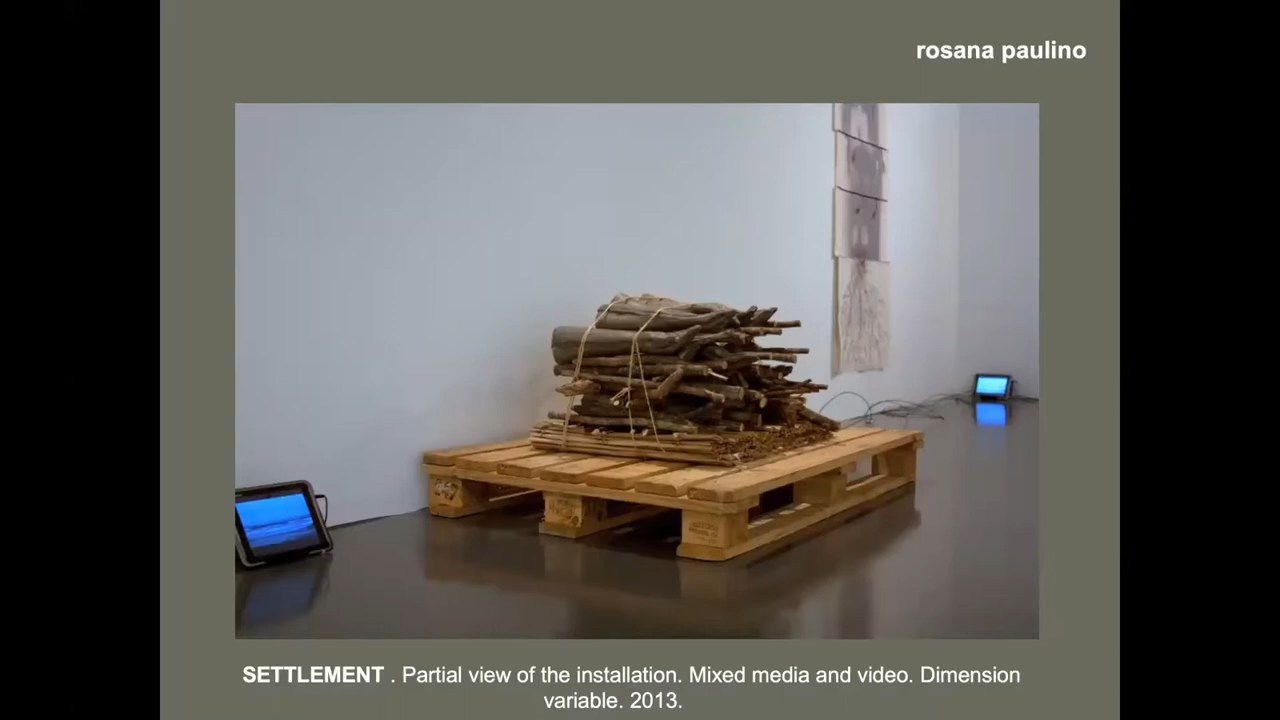 rosana paulino
SETTLEMENT . Partial view of the installation. Mixed media and video. Dimension
variable. 2013.